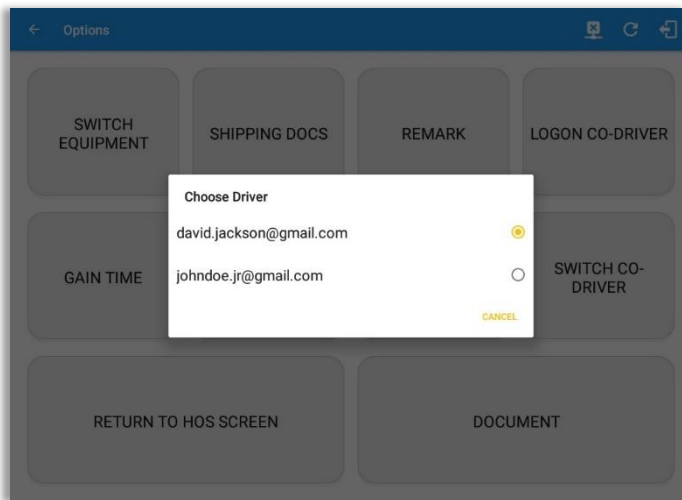 Options
SWITCH
EQUIPMENT
SHIPPING DOCS
REMARK
LOGON CO-DRIVER
Choose Driver
david.jackson@gmail.com
johndoe.jr@gmail.com
CANCEL
GAIN TIME
SWITCH CO-
DRIVER
RETURN TO HOS SCREEN
DOCUMENT